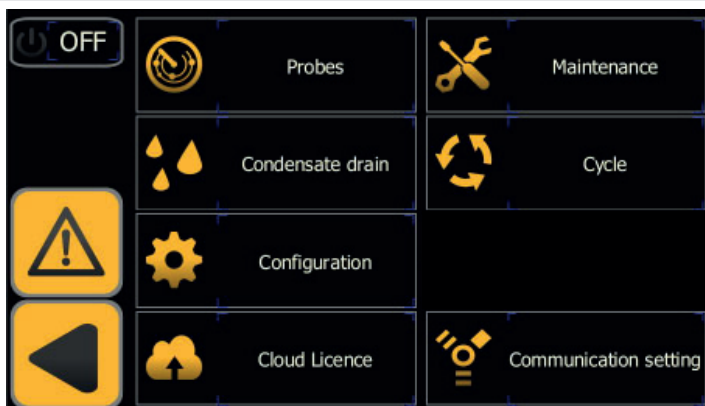 OFF
Probes
Maintenance
Condensate drain
Cycle
Configuration
Cloud Licence
Communication setting